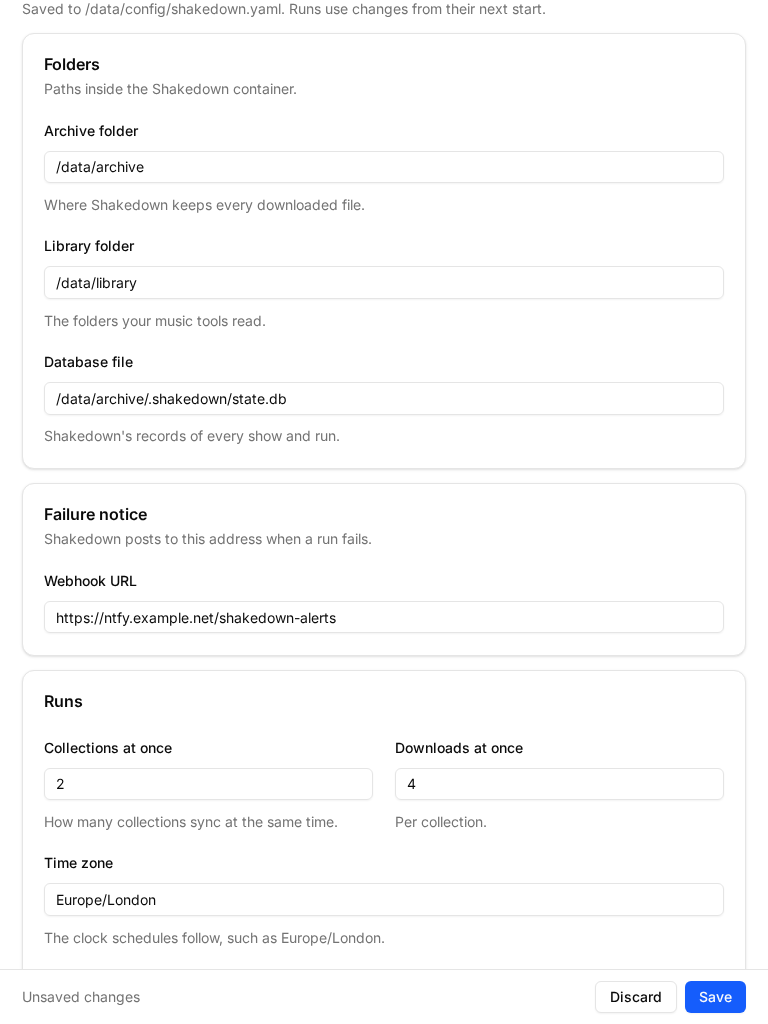 Saved to /data/config/shakedown.yaml. Runs use changes from their next start.
Folders
Paths inside the Shakedown container.
Archive folder
/data/archive
Where Shakedown keeps every downloaded file.
Library folder
/data/library
The folders your music tools read.
Database file
/data/archive/.shakedown/state.db
Shakedown's records of every show and run.
Failure notice
Shakedown posts to this address when a run fails.
Webhook URL
https://ntfy.example.net/shakedown-alerts
Runs
Collections at once
2
How many collections sync at the same time.
Downloads at once
4
Per collection.
Time zone
Europe/London
The clock schedules follow, such as Europe/London.
Unsaved changes
Discard
Save